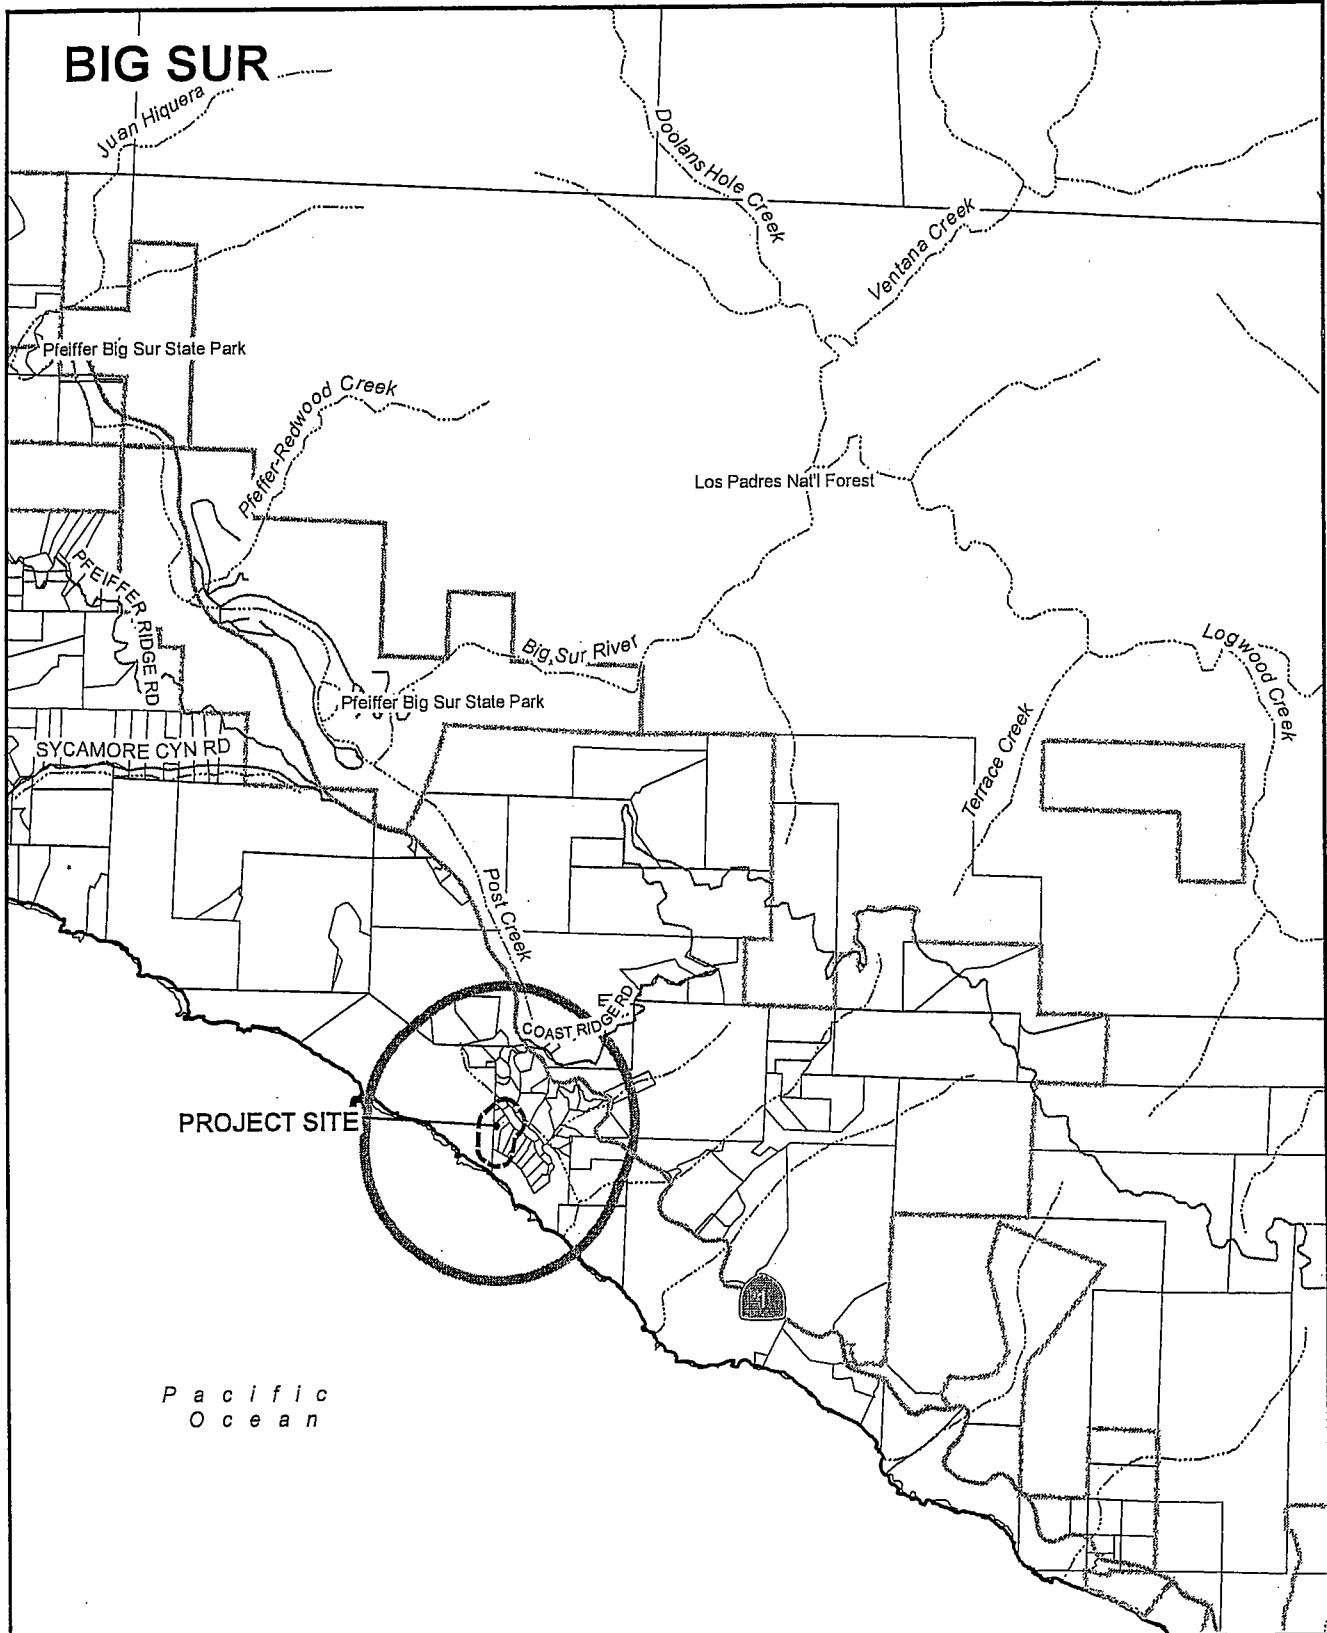 BIG SUR
Juan Hiquera
Doolans Hole Creek
Ventana Creek
Pfeiffer Big Sur State Park
Pfeffer-Redwood Creek
Los Padres Nat'l Forest
PFEIFFER RIDGE RD
Big Sur River
Logwood Creek
Pfeiffer Big Sur State Park
SYCAMORE CYN RD
Terrace Creek
Post Creek
E
COAST RIDGE RD
PROJECT SITE
1
Pacific
Ocean